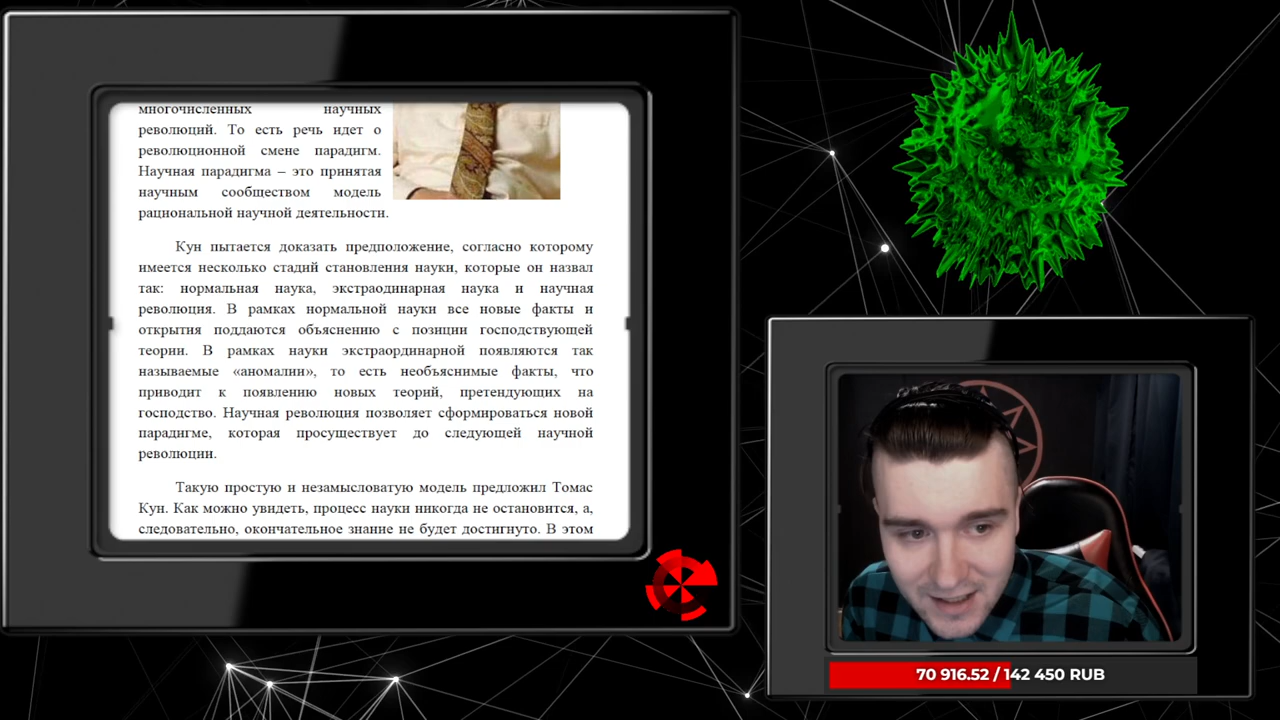 многочисленных научных
революций. То есть речь идет о
революционной смене парадигм.
Научная парадигма – это принятая
научным сообществом модель
рациональной научной деятельности.
Кун пытается доказать предположение, согласно которому
имеется несколько стадий становления науки, которые он назвал
так: нормальная наука, экстраодинарная наука и научная
революция. В рамках нормальной науки все новые факты и
открытия поддаются объяснению с позиции господствующей
теории. В рамках науки экстраординарной появляются так
называемые «аномалии», то есть необъяснимые факты, что
приводит к появлению новых теорий, претендующих на
господство. Научная революция позволяет сформироваться новой
парадигме, которая просуществует до следующей научной
революции.
Такую простую и незамысловатую модель предложил Томас
Кун. Как можно увидеть, процесс науки никогда не остановится, а,
следовательно, окончательное знание не будет достигнуто. В этом
70 916.52 / 142 450 RUB